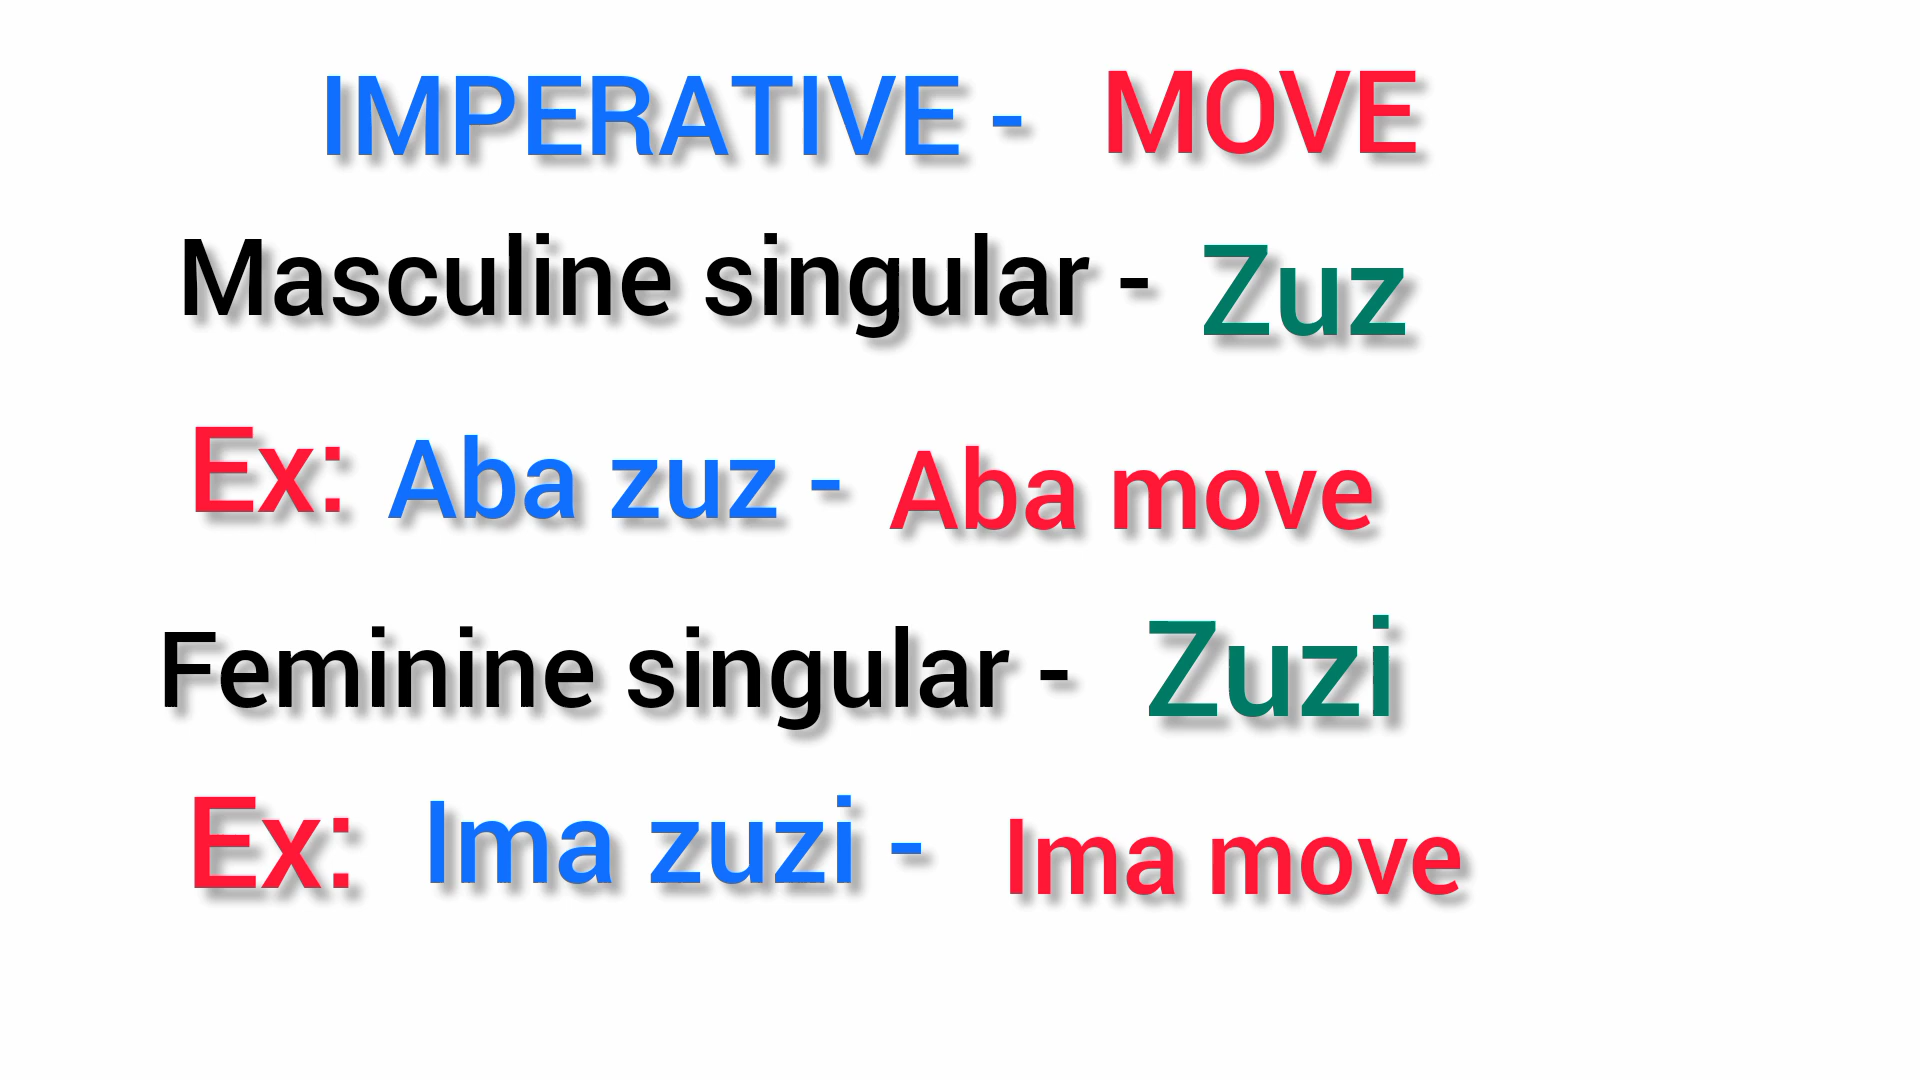 IMPERATIVE - MOVE
Masculine singular - Zuz
Ex: Aba zuz - Aba move
Feminine singular - Zuzi
Ex: Ima zuzi - Ima move